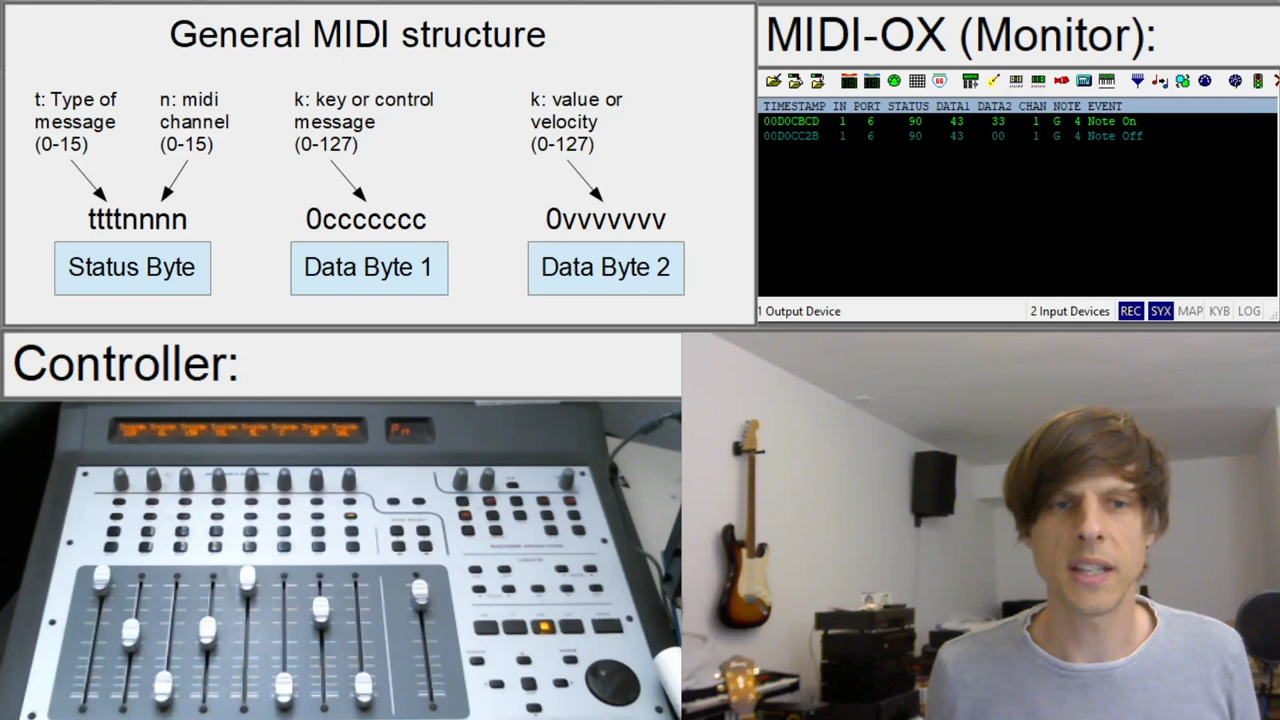 General MIDI structure
t: Type of
message
(0-15)
n: midi
channel
(0-15)
k: key or control
message
(0-127)
k: value or
velocity
(0-127)
ttttnnnn
0ccccccc
0vvvvvvv
Status Byte
Data Byte 1
Data Byte 2
MIDI-OX (Monitor):
TIMESTAMP IN PORT STATUS DATA1 DATA2 CHAN NOTE EVENT
00D0CBCD 1 6 90 43 33 1 G 4 Note On
00D0CC2B 1 6 90 43 00 1 G 4 Note Off
1 Output Device
2 Input Devices REC SYX MAP KYB LOG
Controller: